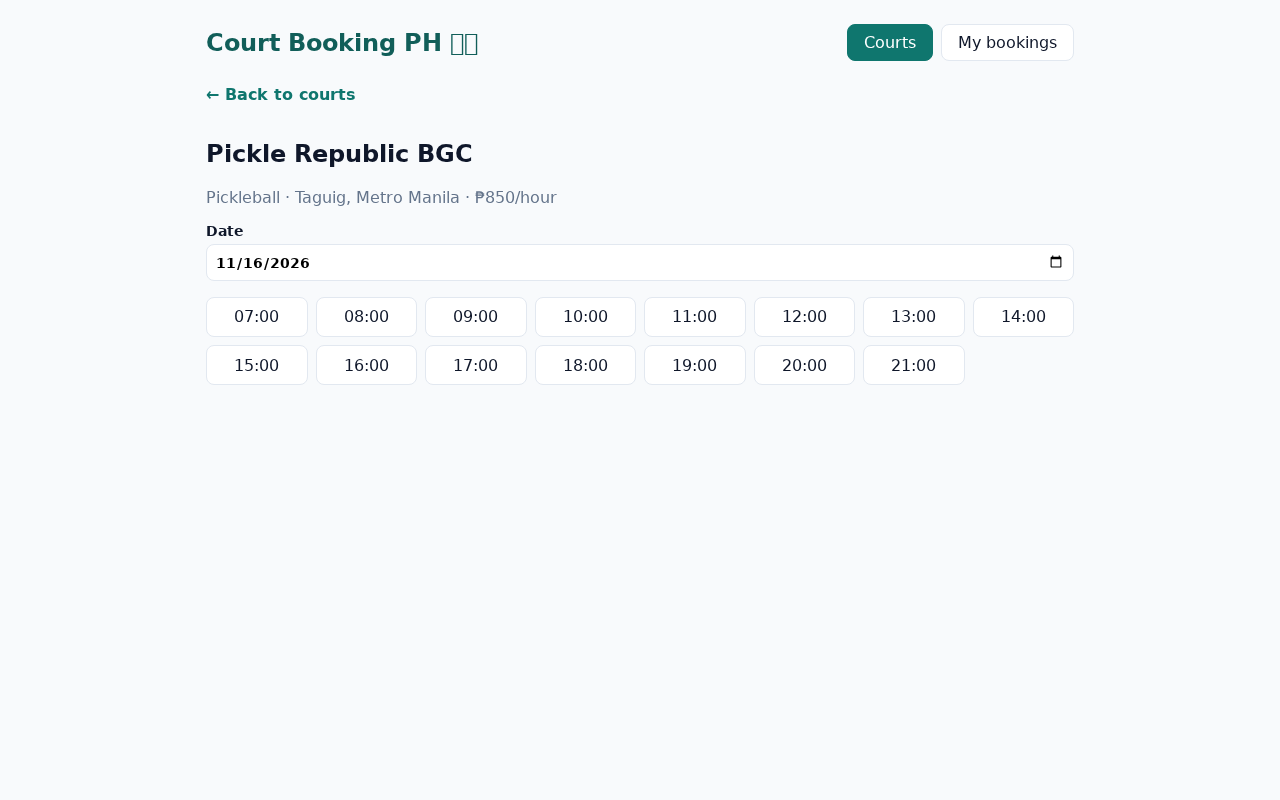 Court Booking PH
Courts
My bookings
← Back to courts
Pickle Republic BGC
Pickleball · Taguig, Metro Manila · ₱850/hour
Date
11/16/2026
07:00 08:00 09:00 10:00 11:00 12:00 13:00 14:00
15:00 16:00 17:00 18:00 19:00 20:00 21:00